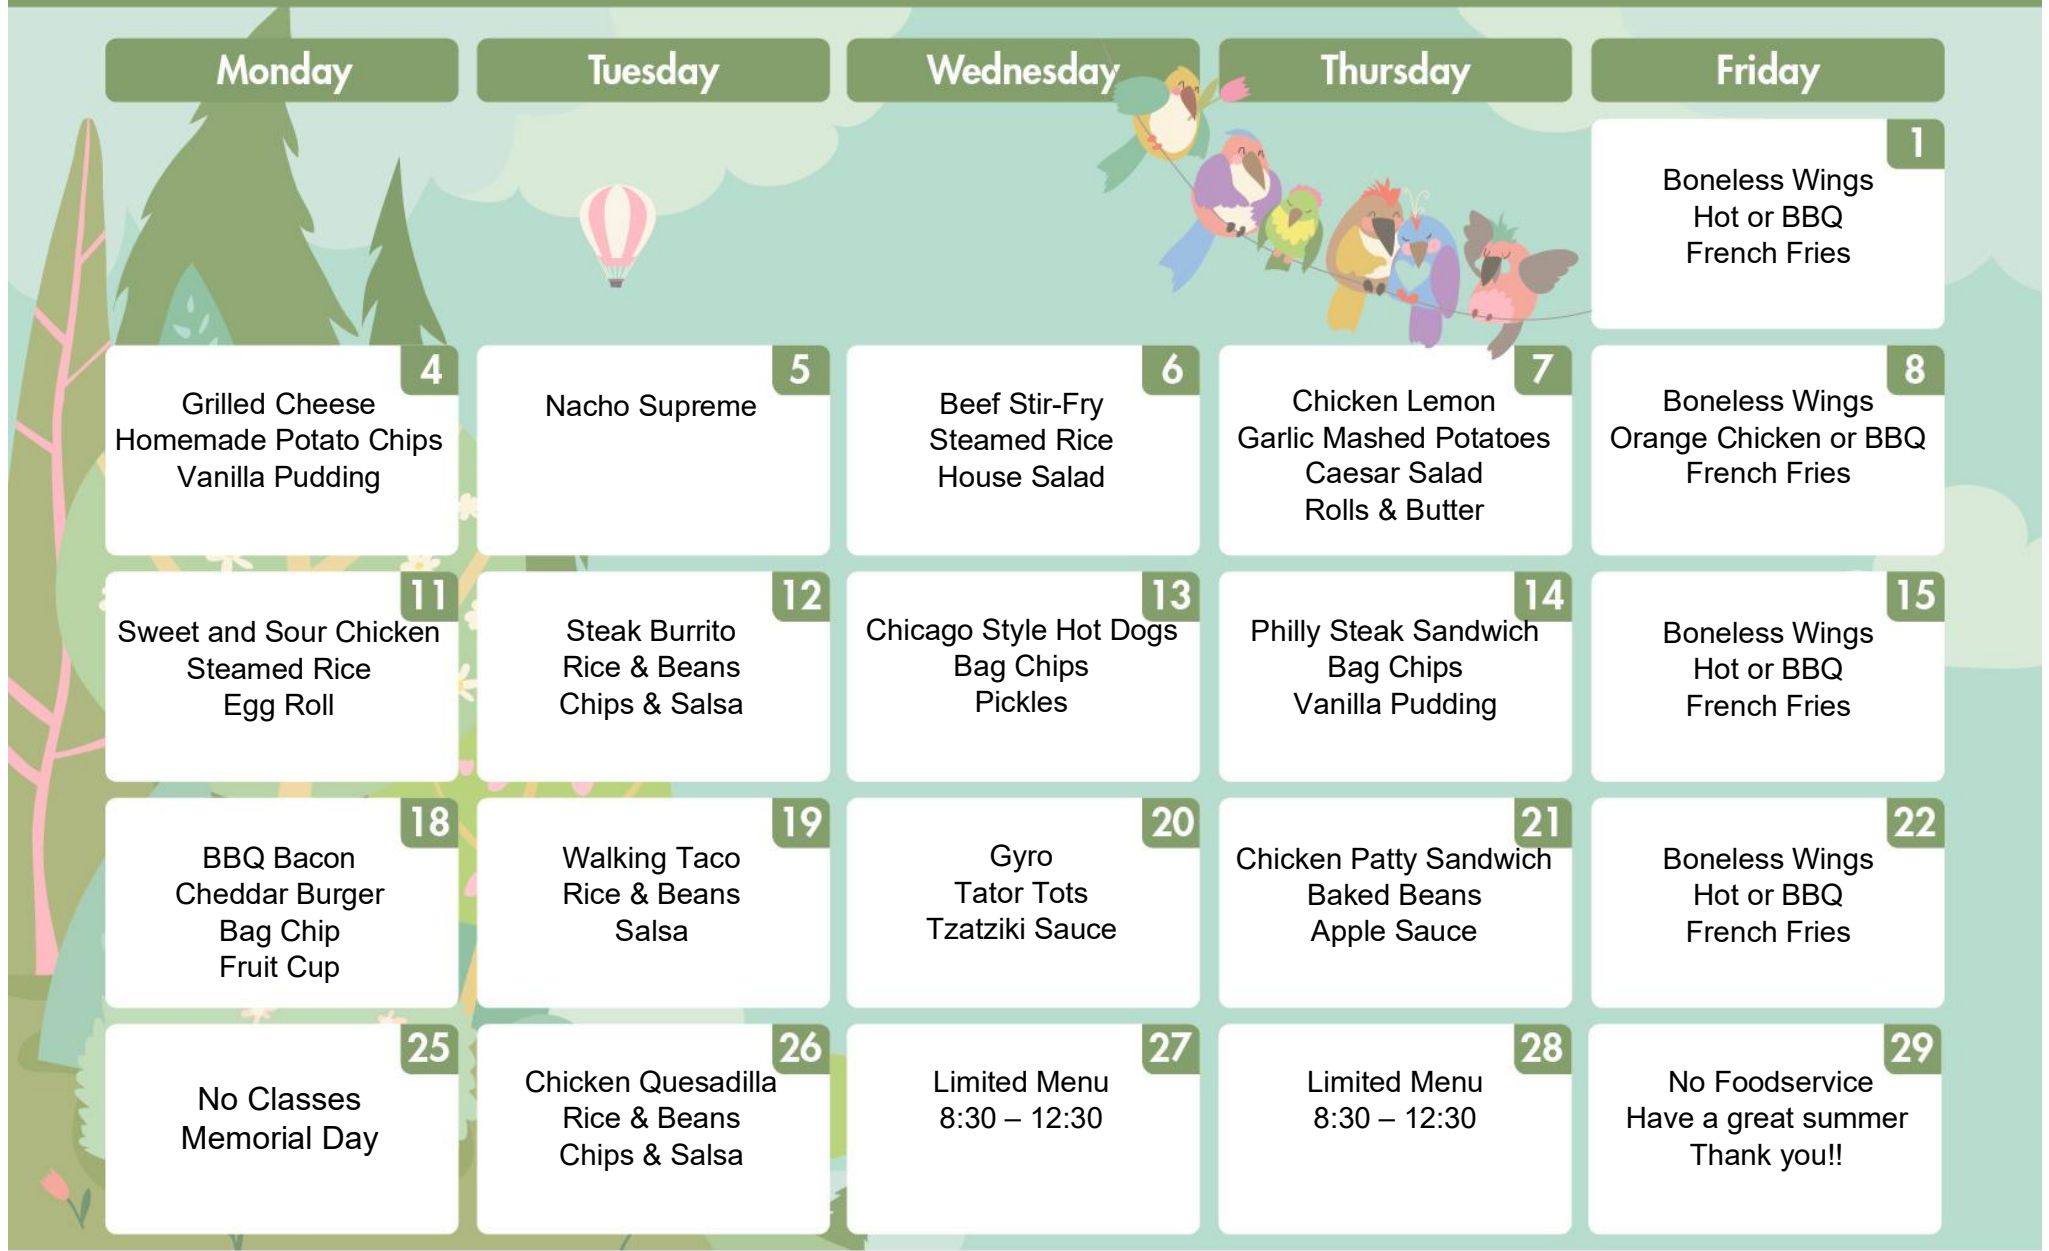 Monday
Tuesday
Wednesday
Thursday
Friday
1
Boneless Wings
Hot or BBQ
French Fries
4
Grilled Cheese
Homemade Potato Chips
Vanilla Pudding
5
Nacho Supreme
6
Beef Stir-Fry
Steamed Rice
House Salad
7
Chicken Lemon
Garlic Mashed Potatoes
Caesar Salad
Rolls & Butter
8
Boneless Wings
Orange Chicken or BBQ
French Fries
11
Sweet and Sour Chicken
Steamed Rice
Egg Roll
12
Steak Burrito
Rice & Beans
Chips & Salsa
13
Chicago Style Hot Dogs
Bag Chips
Pickles
14
Philly Steak Sandwich
Bag Chips
Vanilla Pudding
15
Boneless Wings
Hot or BBQ
French Fries
18
BBQ Bacon
Cheddar Burger
Bag Chip
Fruit Cup
19
Walking Taco
Rice & Beans
Salsa
20
Gyro
Tator Tots
Tzatziki Sauce
21
Chicken Patty Sandwich
Baked Beans
Apple Sauce
22
Boneless Wings
Hot or BBQ
French Fries
25
No Classes
Memorial Day
26
Chicken Quesadilla
Rice & Beans
Chips & Salsa
27
Limited Menu
8:30 – 12:30
28
Limited Menu
8:30 – 12:30
29
No Foodservice
Have a great summer
Thank you!!